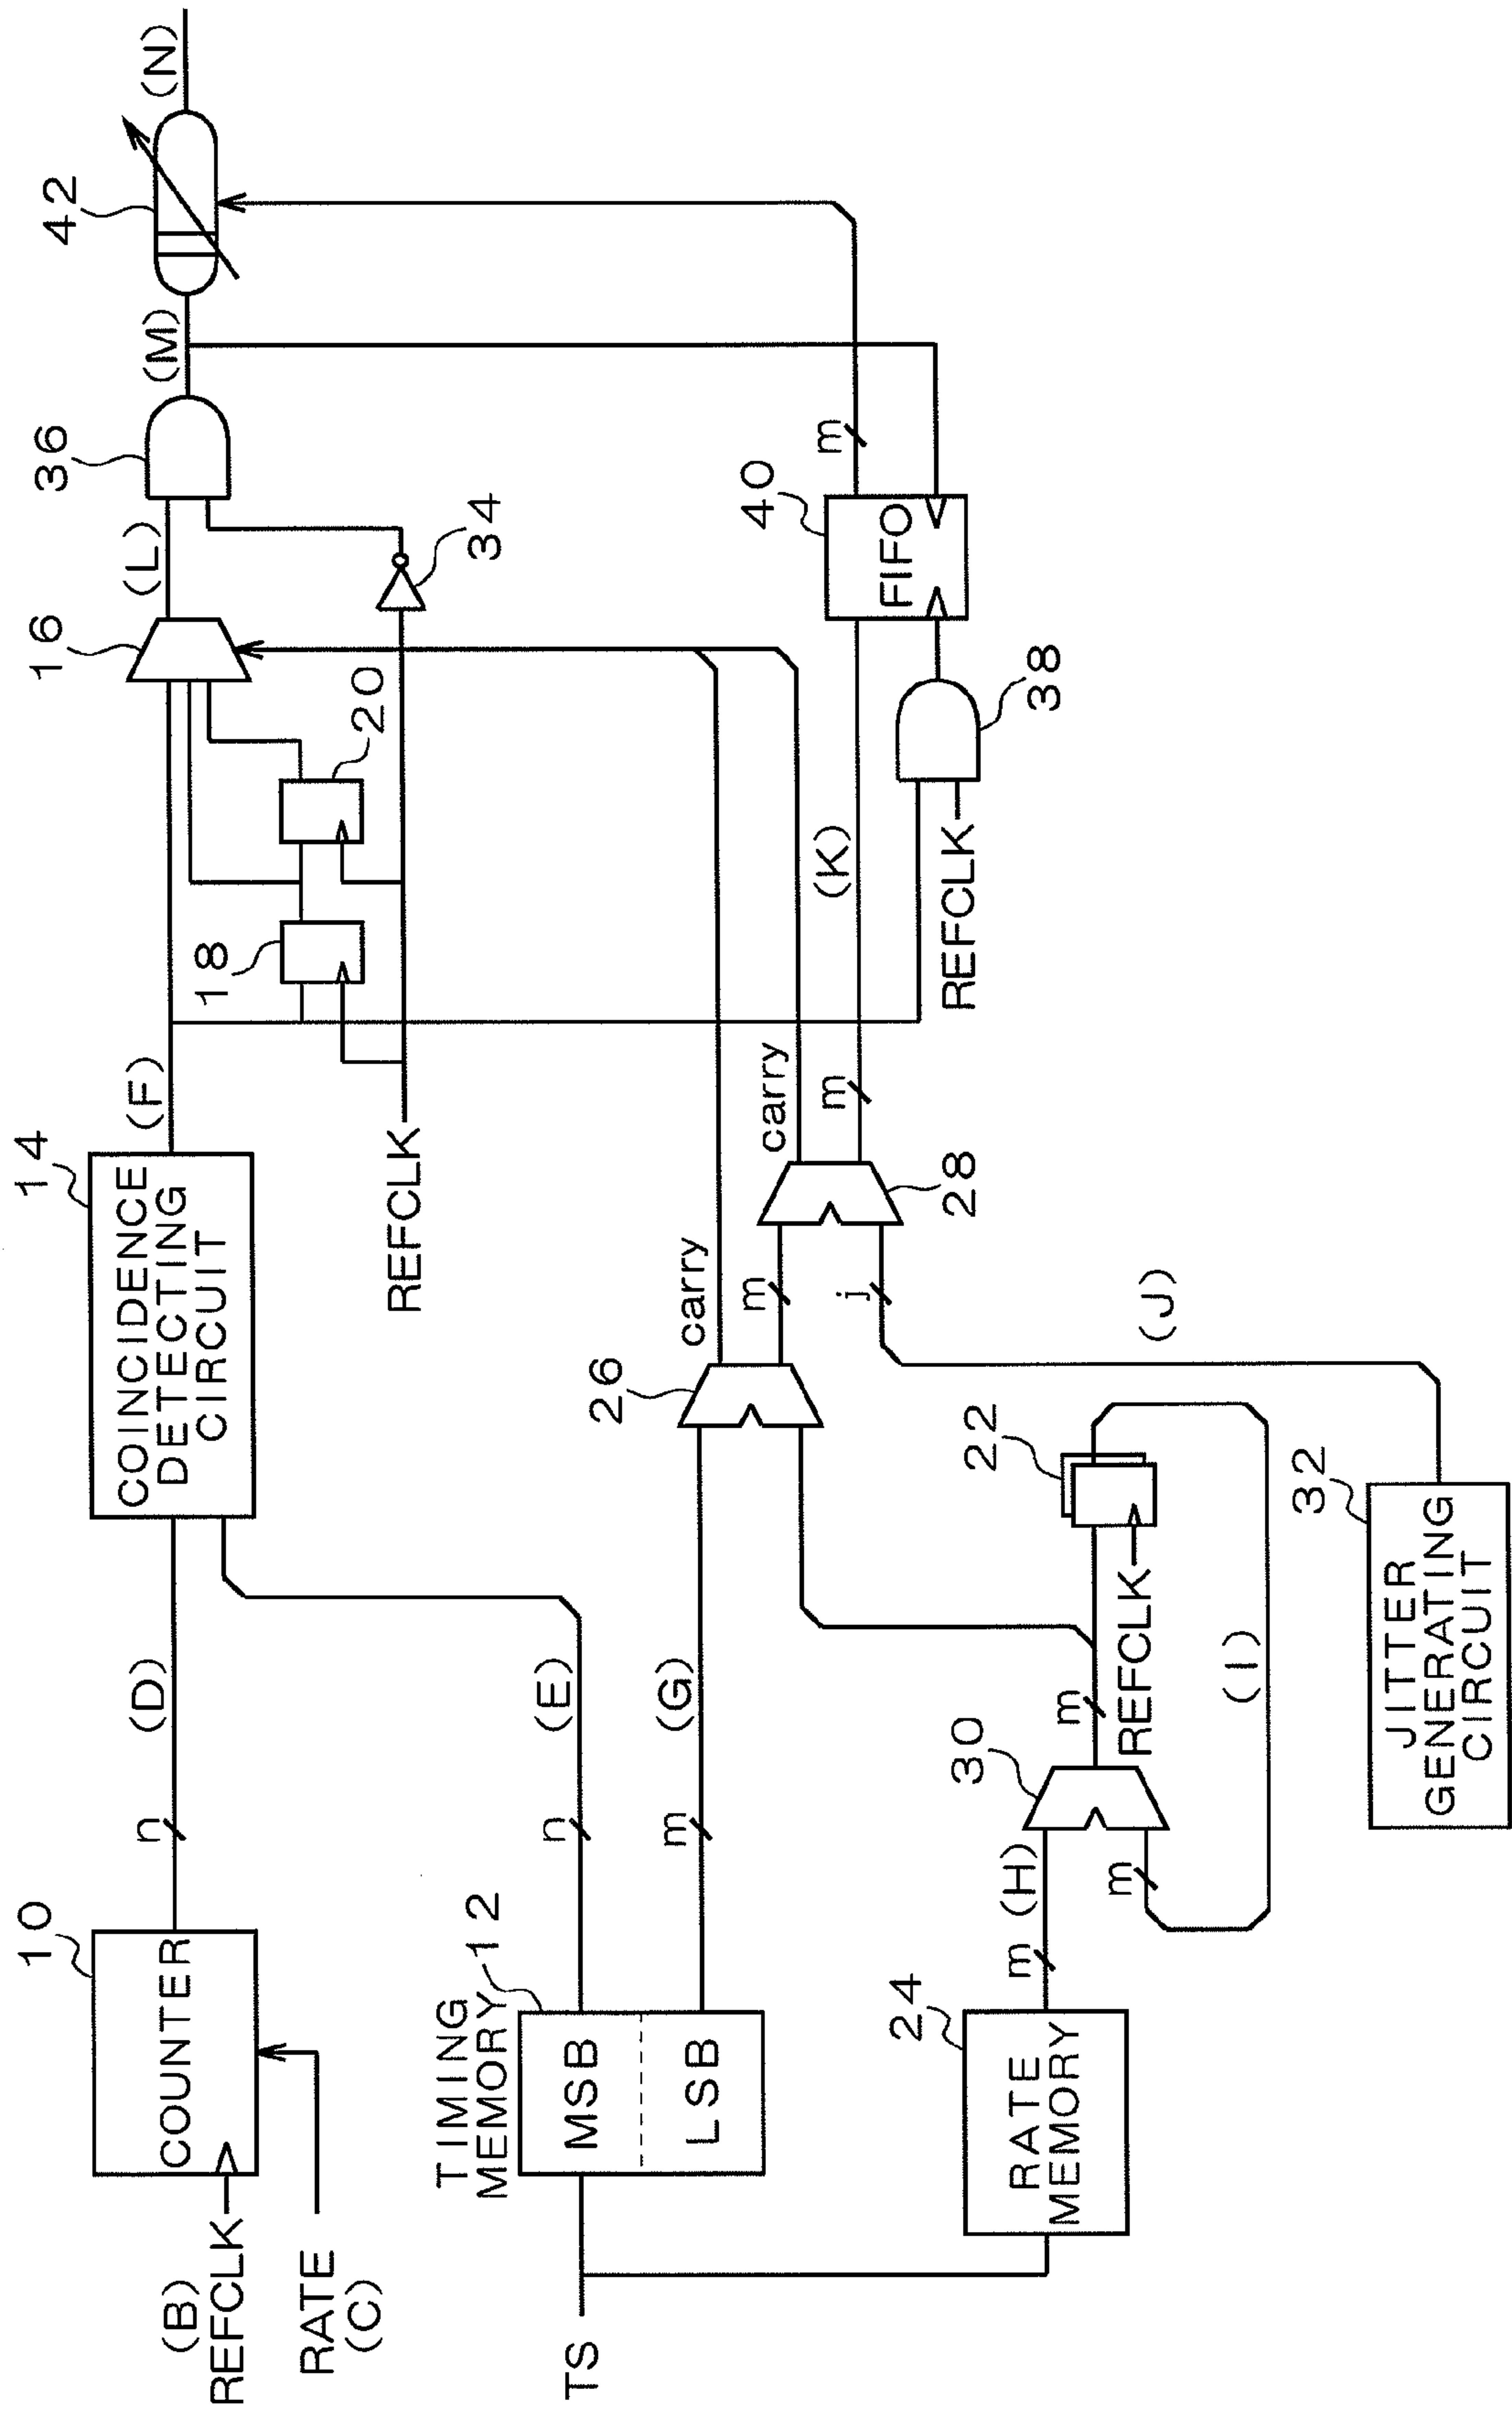 10
COUNTER
(B)
REFCLK
RATE
(C)
n
(D)
14
COINCIDENCE
DETECTING
CIRCUIT
(F)
18
20
REFCLK
16
(L)
34
36
(M)
42
(N)
TIMING
MEMORY
12
MSB
LSB
TS
n
(E)
m
(G)
26
carry
m
j
28
carry
m
(K)
38
REFCLK
40
FIFO
m
24
RATE
MEMORY
m
(H)
30
m
m
REFCLK
22
(I)
(J)
32
JITTER
GENERATING
CIRCUIT